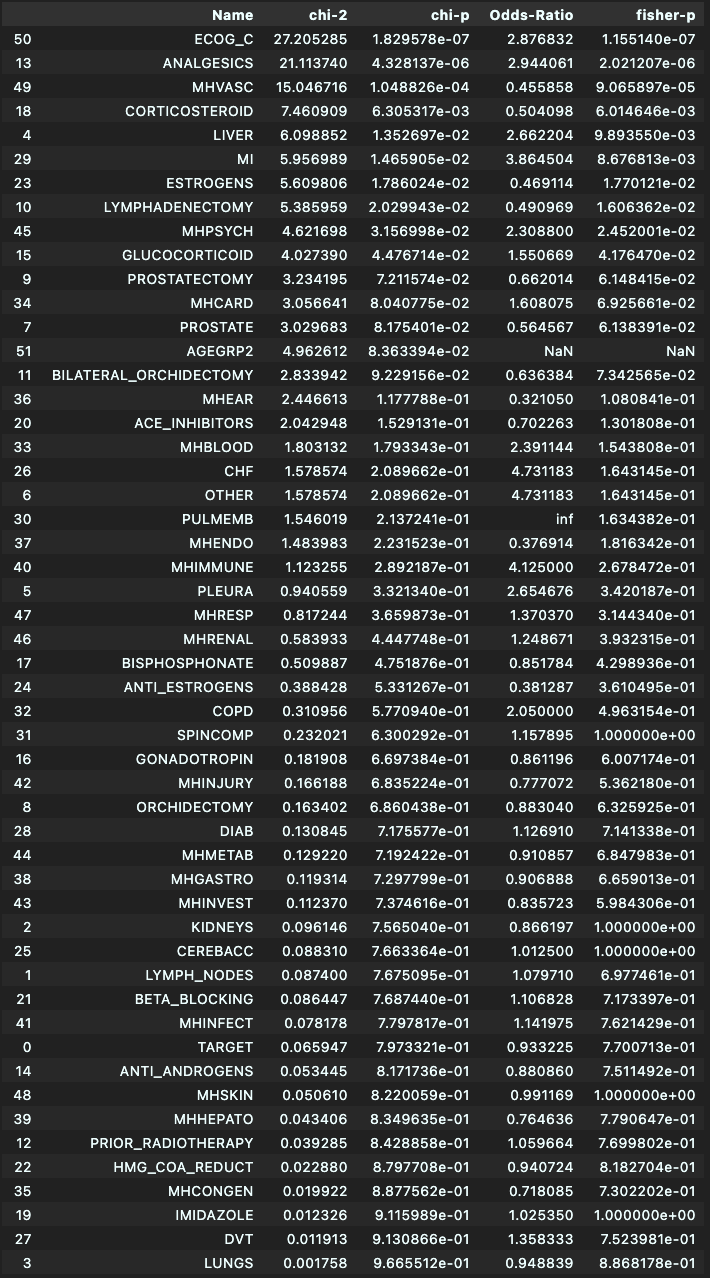 Name chi-2 chi-p Odds-Ratio fisher-p
50 ECOG_C 27.205285 1.829578e-07 2.876832 1.155140e-07
13 ANALGESICS 21.113740 4.328137e-06 2.944061 2.021207e-06
49 MHVASC 15.046716 1.048826e-04 0.455858 9.065897e-05
18 CORTICOSTEROID 7.460909 6.305317e-03 0.504098 6.014646e-03
4 LIVER 6.098852 1.352697e-02 2.662204 9.893550e-03
29 MI 5.956989 1.465905e-02 3.864504 8.676813e-03
23 ESTROGENS 5.609806 1.786024e-02 0.469114 1.770121e-02
10 LYMPHADENECTOMY 5.385959 2.029943e-02 0.490969 1.606362e-02
45 MHPSYCH 4.621698 3.156998e-02 2.308800 2.452001e-02
15 GLUCOCORTICOID 4.027390 4.476714e-02 1.550669 4.176470e-02
9 PROSTATECTOMY 3.234195 7.211574e-02 0.662014 6.148415e-02
34 MHCARD 3.056641 8.040775e-02 1.608075 6.925661e-02
7 PROSTATE 3.029683 8.175401e-02 0.564567 6.138391e-02
51 AGEGRP2 4.962612 8.363394e-02 NaN NaN
11 BILATERAL_ORCHIDECTOMY 2.833942 9.229156e-02 0.636384 7.342565e-02
36 MHEAR 2.446613 1.177788e-01 0.321050 1.080841e-01
20 ACE_INHIBITORS 2.042948 1.529131e-01 0.702263 1.301808e-01
33 MHBLOOD 1.803132 1.793343e-01 2.391144 1.543808e-01
26 CHF 1.578574 2.089662e-01 4.731183 1.643145e-01
6 OTHER 1.578574 2.089662e-01 4.731183 1.643145e-01
30 PULMEMB 1.546019 2.137241e-01 inf 1.634382e-01
37 MHENDO 1.483983 2.231523e-01 0.376914 1.816342e-01
40 MHIMMUNE 1.123255 2.892187e-01 4.125000 2.678472e-01
5 PLEURA 0.940559 3.321340e-01 2.654676 3.420187e-01
47 MHRESP 0.817244 3.659873e-01 1.370370 3.144340e-01
46 MHRENAL 0.583933 4.447748e-01 1.248671 3.932315e-01
17 BISPHOSPHONATE 0.509887 4.751876e-01 0.851784 4.298936e-01
24 ANTI_ESTROGENS 0.388428 5.331267e-01 0.381287 3.610495e-01
32 COPD 0.310956 5.770940e-01 2.050000 4.963154e-01
31 SPINCOMP 0.232021 6.300292e-01 1.157895 1.000000e+00
16 GONADOTROPIN 0.181908 6.697384e-01 0.861196 6.007174e-01
42 MHINJURY 0.166188 6.835224e-01 0.777072 5.362180e-01
8 ORCHIDECTOMY 0.163402 6.860438e-01 0.883040 6.325925e-01
28 DIAB 0.130845 7.175577e-01 1.126910 7.141338e-01
44 MHMETAB 0.129220 7.192422e-01 0.910857 6.847983e-01
38 MHGASTRO 0.119314 7.297799e-01 0.906888 6.659013e-01
43 MHINVEST 0.112370 7.374616e-01 0.835723 5.984306e-01
2 KIDNEYS 0.096146 7.565040e-01 0.866197 1.000000e+00
25 CEREBACC 0.088310 7.663364e-01 1.012500 1.000000e+00
1 LYMPH_NODES 0.087400 7.675095e-01 1.079710 6.977461e-01
21 BETA_BLOCKING 0.086447 7.687440e-01 1.106828 7.173397e-01
41 MHINFECT 0.078178 7.797817e-01 1.141975 7.621429e-01
0 TARGET 0.065947 7.973321e-01 0.933225 7.700713e-01
14 ANTI_ANDROGENS 0.053445 8.171736e-01 0.880860 7.511492e-01
48 MHSKIN 0.050610 8.220059e-01 0.991169 1.000000e+00
39 MHHEPATO 0.043406 8.349635e-01 0.764636 7.790647e-01
12 PRIOR_RADIOTHERAPY 0.039285 8.428858e-01 1.059664 7.699802e-01
22 HMG_COA_REDUCT 0.022880 8.797708e-01 0.940724 8.182704e-01
35 MHCONGEN 0.019922 8.877562e-01 0.718085 7.302202e-01
19 IMIDAZOLE 0.012326 9.115989e-01 1.025350 1.000000e+00
27 DVT 0.011913 9.130866e-01 1.358333 7.523981e-01
3 LUNGS 0.001758 9.665512e-01 0.948839 8.868178e-01